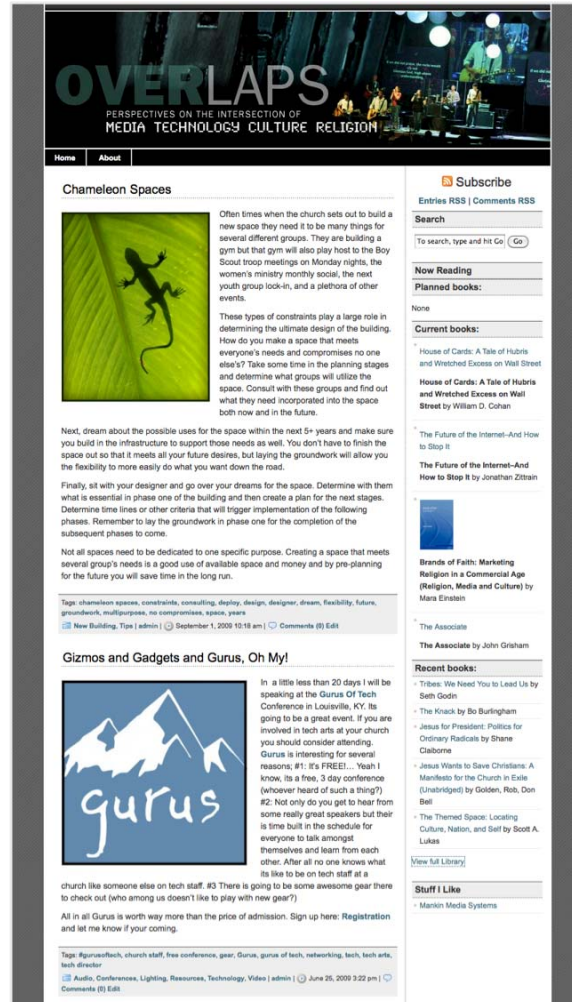 OVERLAPS
PERSPECTIVES ON THE INTERSECTION OF
MEDIA TECHNOLOGY CULTURE RELIGION
Home About
Chameleon Spaces
Often times when the church sets out to build a
new space they need it to be many things for
several different groups. They are building a
gym but that gym will also play host to the Boy
Scout troop meetings on Monday nights, the
women's ministry monthly social, the next
youth group lock-in, and a plethora of other
events.
These types of constraints play a large role in
determining the ultimate design of the building.
How do you make a space that meets
everyone's needs and compromises no one
else's? Take some time in the planning stages
and determine what groups will utilize the
space. Consult with these groups and find out
what they need incorporated into the space
both now and in the future.
Next, dream about the possible uses for the space within the next 5+ years and make sure
you build in the infrastructure to support those needs as well. You don't have to finish the
space out so that it meets all your future desires, but laying the groundwork will allow you
the flexibility to more easily do what you want down the road.
Finally, sit with your designer and go over your dreams for the space. Determine with them
what is essential in phase one of the building and then create a plan for the next stages.
Determine time lines or other criteria that will trigger implementation of the following
phases. Remember to lay the groundwork in phase one for the completion of the
subsequent phases to come.
Not all spaces need to be dedicated to one specific purpose. Creating a space that meets
several group's needs is a good use of available space and money and by pre-planning
for the future you will save time in the long run.
Tags: chameleon spaces, constraints, consulting, deploy, design, designer, dream, flexibility, future,
groundwork, multipurpose, no compromises, space, years
New Building, Tips | admin | September 1, 2009 10:18 am | Comments (0) Edit
Gizmos and Gadgets and Gurus, Oh My!
gurus
In a little less than 20 days I will be
speaking at the Gurus Of Tech
Conference in Louisville, KY. Its
going to be a great event. If you are
involved in tech arts at your church
you should consider attending.
Gurus is interesting for several
reasons; #1: It's FREE!... Yeah I
know, its a free, 3 day conference
(whoever heard of such a thing?)
#2: Not only do you get to hear from
some really great speakers but their
is time built in the schedule for
everyone to talk amongst
themselves and learn from each
other. After all no one knows what
its like to be on tech staff at a
church like someone else on tech staff. #3 There is going to be some awesome gear there
to check out (who among us doesn't like to play with new gear?)
All in all Gurus is worth way more than the price of admission. Sign up here: Registration
and let me know if your coming.
Tags: #gurusoftech, church staff, free conference, gear, Gurus, gurus of tech, networking, tech, tech arts,
tech director
Audio, Conferences, Lighting, Resources, Technology, Video | admin | June 25, 2009 3:22 pm |
Comments (0) Edit
Subscribe
Entries RSS | Comments RSS
Search
To search, type and hit Go Go
Now Reading
Planned books:
None
Current books:
House of Cards: A Tale of Hubris
and Wretched Excess on Wall Street
House of Cards: A Tale of Hubris
and Wretched Excess on Wall
Street by William D. Cohan
The Future of the Internet–And How
to Stop It
The Future of the Internet–And
How to Stop It by Jonathan Zittrain
Brands of Faith: Marketing
Religion in a Commercial Age
(Religion, Media and Culture) by
Mara Einstein
The Associate
The Associate by John Grisham
Recent books:
Tribes: We Need You to Lead Us by
Seth Godin
The Knack by Bo Burlingham
Jesus for President: Politics for
Ordinary Radicals by Shane
Claiborne
Jesus Wants to Save Christians: A
Manifesto for the Church in Exile
(Unabridged) by Golden, Rob, Don
Bell
The Themed Space: Locating
Culture, Nation, and Self by Scott A.
Lukas
View full Library
Stuff I Like
Mankin Media Systems